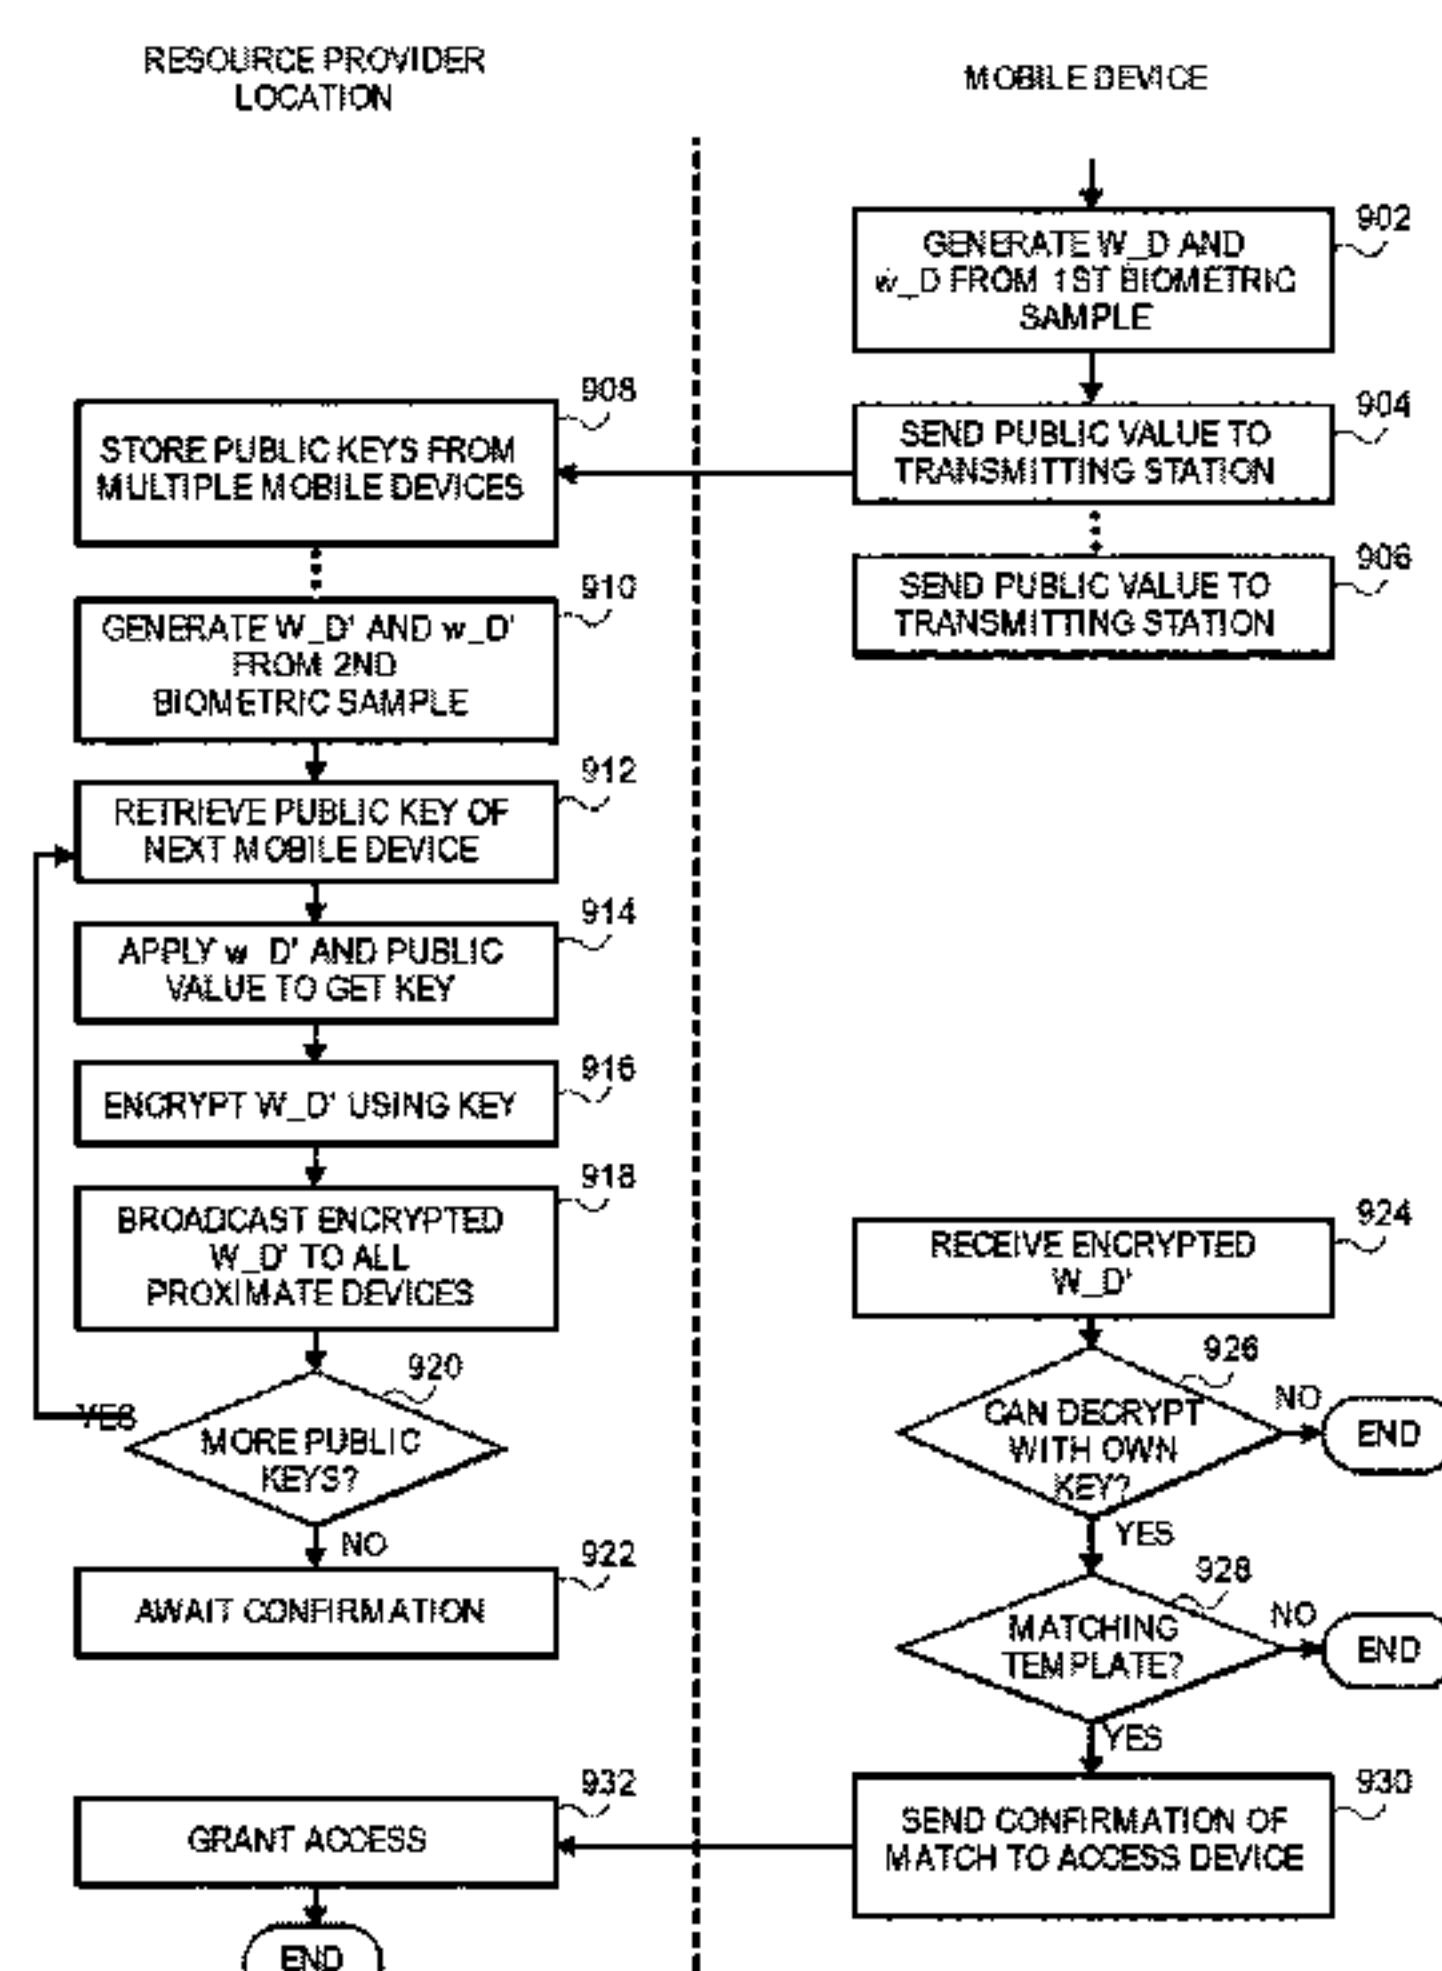 RESOURCE PROVIDER
LOCATION
MOBILE DEVICE
902
GENERATE W_D AND
w_D FROM 1ST BIOMETRIC
SAMPLE
904
SEND PUBLIC VALUE TO
TRANSMITTING STATION
906
SEND PUBLIC VALUE TO
TRANSMITTING STATION
908
STORE PUBLIC KEYS FROM
MULTIPLE MOBILE DEVICES
910
GENERATE W_D' AND w_D'
FROM 2ND
BIOMETRIC SAMPLE
912
RETRIEVE PUBLIC KEY OF
NEXT MOBILE DEVICE
914
APPLY w_D' AND PUBLIC
VALUE TO GET KEY
916
ENCRYPT W_D' USING KEY
918
BROADCAST ENCRYPTED
W_D' TO ALL
PROXIMATE DEVICES
920
YES
MORE PUBLIC
KEYS?
NO
922
AWAIT CONFIRMATION
924
RECEIVE ENCRYPTED
W_D'
926
CAN DECRYPT
WITH OWN
KEY?
NO
END
YES
928
MATCHING
TEMPLATE?
NO
END
YES
930
SEND CONFIRMATION OF
MATCH TO ACCESS DEVICE
932
GRANT ACCESS
END